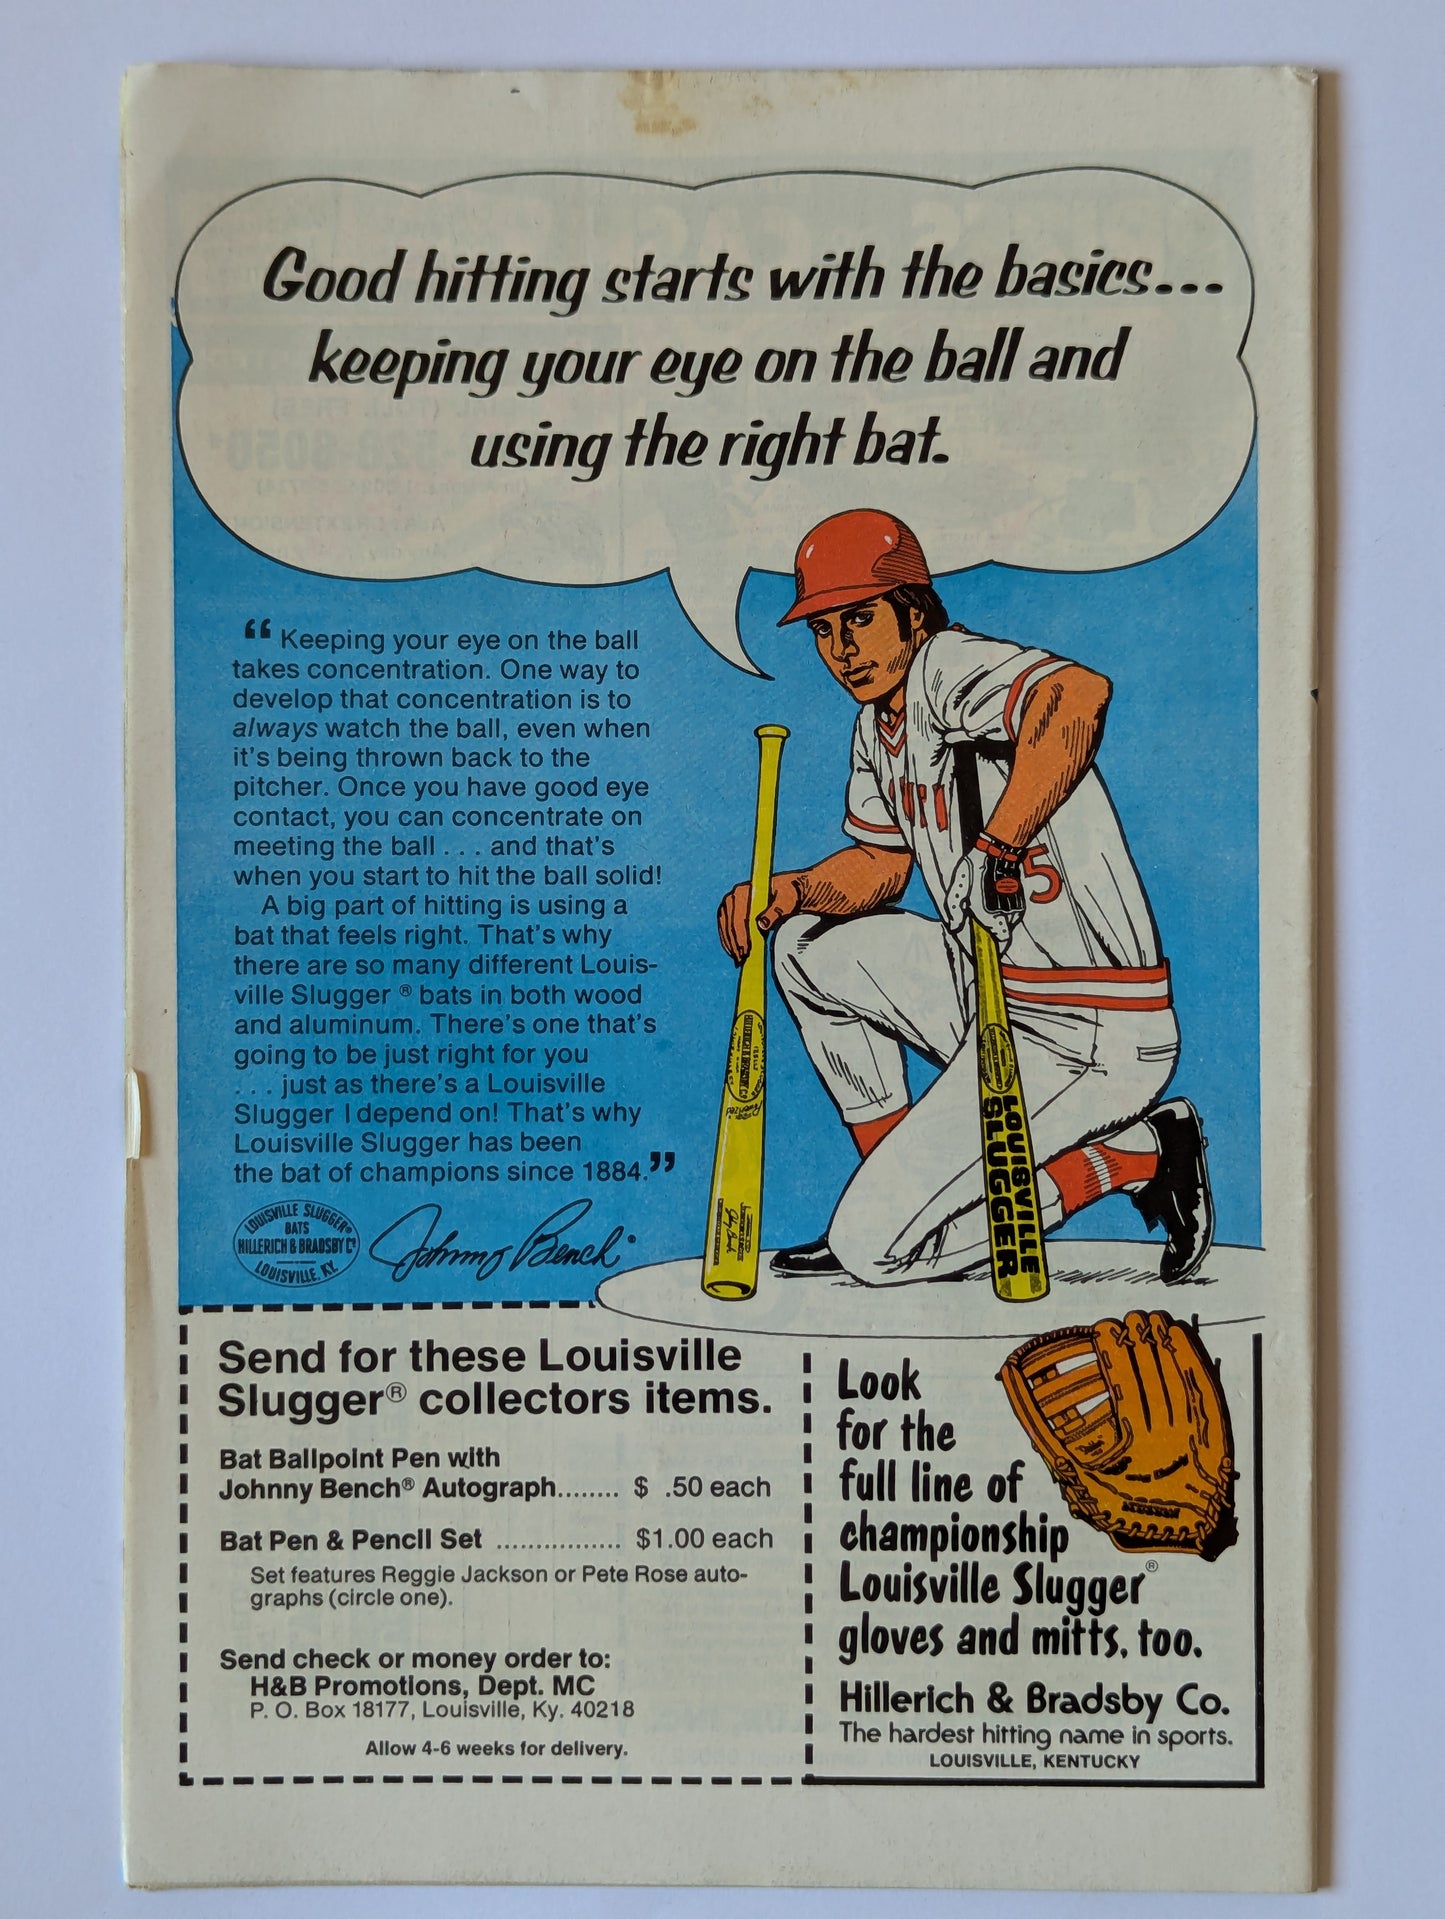 Good hitting starts with the basics...
keeping your eye on the ball and
using the right bat.
“ Keeping your eye on the ball
takes concentration. One way to
develop that concentration is to
always watch the ball, even when
it's being thrown back to the
pitcher. Once you have good eye
contact, you can concentrate on
meeting the ball . . . and that's
when you start to hit the ball solid!
A big part of hitting is using a
bat that feels right. That's why
there are so many different Louis-
ville Slugger ® bats in both wood
and aluminum. There's one that's
going to be just right for you
. . . just as there's a Louisville
Slugger I depend on! That's why
Louisville Slugger has been
the bat of champions since 1884.”
LOUISVILLE SLUGGER®
BATS
HILLERICH & BRADSBY Co
LOUISVILLE. KY.
Johnny Bench
5
LOUISVILLE
SLUGGER
Send for these Louisville
Slugger® collectors items.
Bat Ballpoint Pen with
Johnny Bench® Autograph........ $ .50 each
Bat Pen & Pencil Set ................ $1.00 each
Set features Reggie Jackson or Pete Rose auto-
graphs (circle one).
Send check or money order to:
H&B Promotions, Dept. MC
P. O. Box 18177, Louisville, Ky. 40218
Allow 4-6 weeks for delivery.
Look
for the
full line of
championship
Louisville Slugger®
gloves and mitts, too.
Hillerich & Bradsby Co.
The hardest hitting name in sports.
LOUISVILLE, KENTUCKY